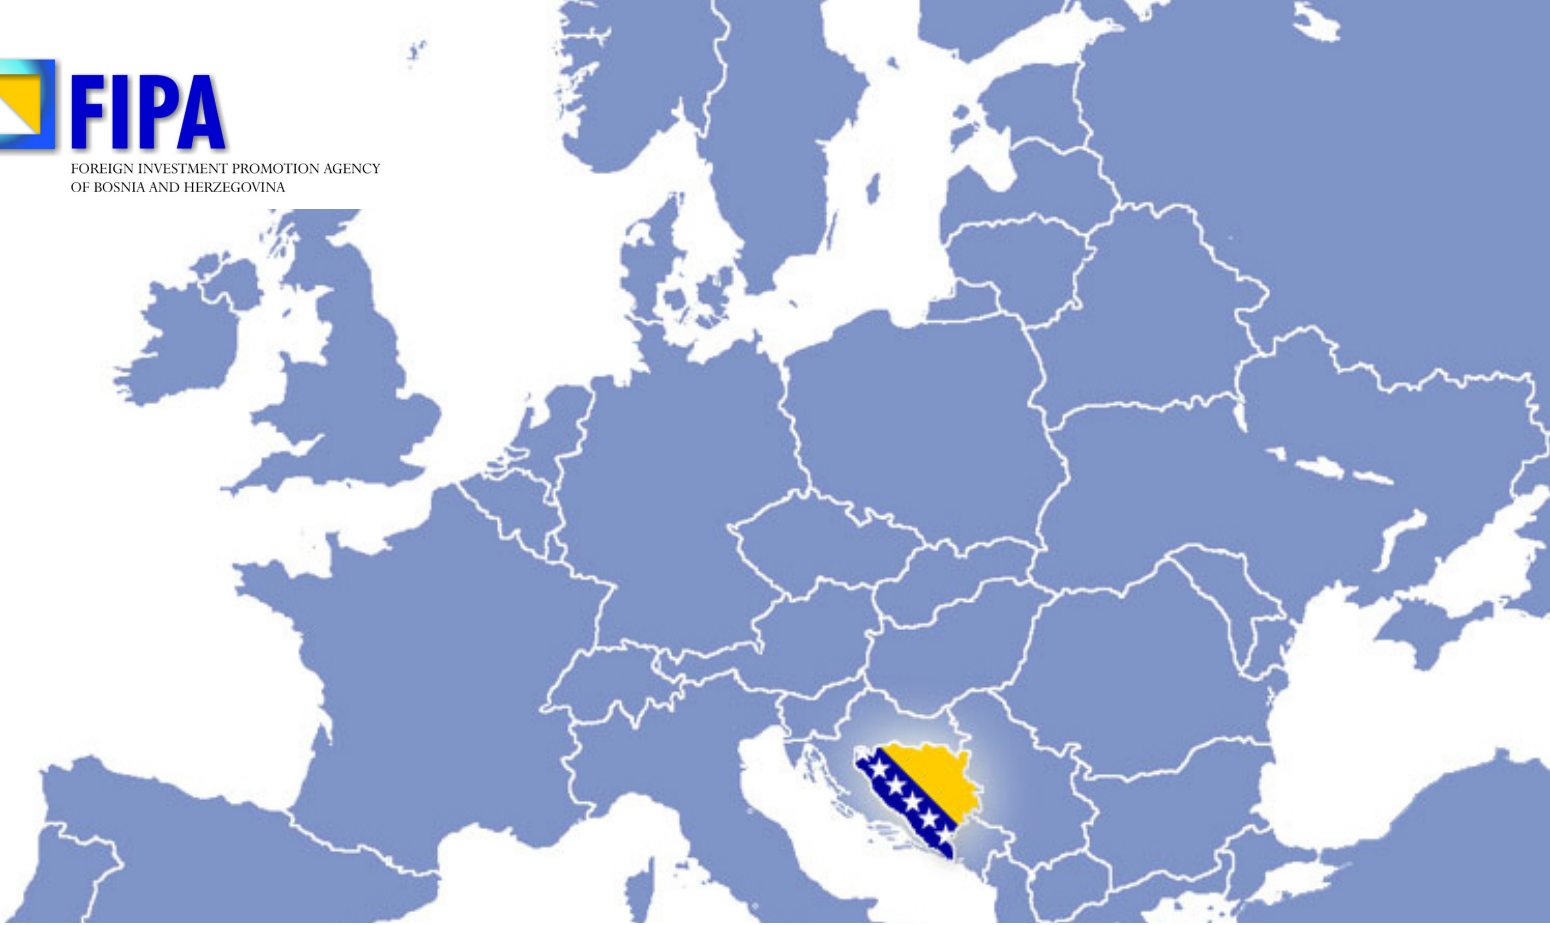 FIPA
FOREIGN INVESTMENT PROMOTION AGENCY
OF BOSNIA AND HERZEGOVINA